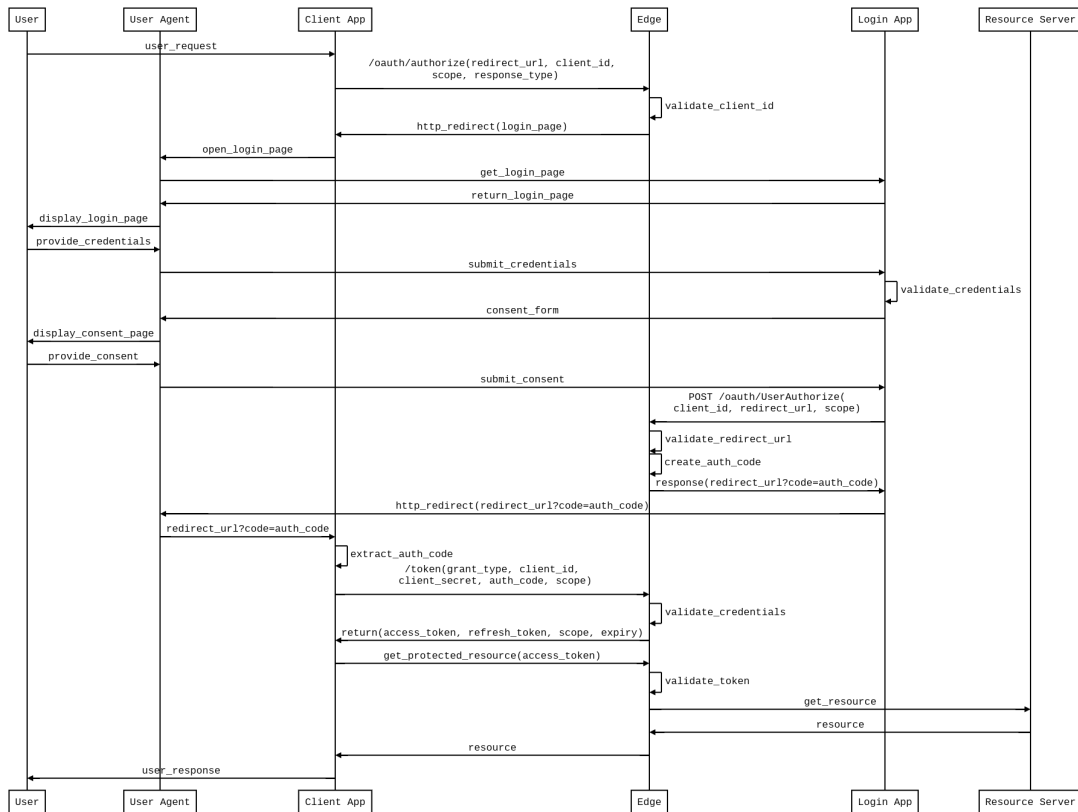 User User Agent Client App Edge Login App Resource Server
user_request
/oauth/authorize(redirect_url, client_id,
scope, response_type)
validate_client_id
http_redirect(login_page)
open_login_page
get_login_page
return_login_page
display_login_page
provide_credentials
submit_credentials
validate_credentials
consent_form
display_consent_page
provide_consent
submit_consent
POST /oauth/UserAuthorize(
client_id, redirect_url, scope)
validate_redirect_url
create_auth_code
response(redirect_url?code=auth_code)
http_redirect(redirect_url?code=auth_code)
redirect_url?code=auth_code
extract_auth_code
/token(grant_type, client_id,
client_secret, auth_code, scope)
validate_credentials
return(access_token, refresh_token, scope, expiry)
get_protected_resource(access_token)
validate_token
get_resource
resource
resource
user_response
User User Agent Client App Edge Login App Resource Server